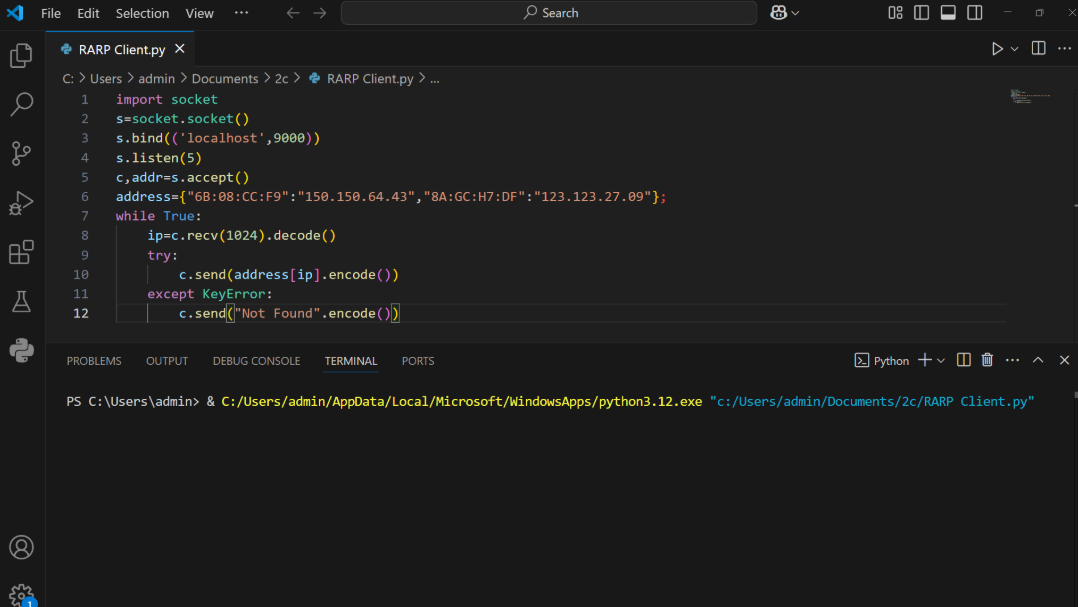 File Edit Selection View ··· Search
RARP Client.py
C: > Users > admin > Documents > 2c > RARP Client.py > ...
1 import socket
2 s=socket.socket()
3 s.bind(('localhost',9000))
4 s.listen(5)
5 c,addr=s.accept()
6 address={"6B:08:CC:F9":"150.150.64.43","8A:GC:H7:DF":"123.123.27.09"};
7 while True:
8     ip=c.recv(1024).decode()
9     try:
10         c.send(address[ip].encode())
11     except KeyError:
12         c.send("Not Found".encode())
PROBLEMS OUTPUT DEBUG CONSOLE TERMINAL PORTS Python
PS C:\Users\admin> & C:/Users/admin/AppData/Local/Microsoft/WindowsApps/python3.12.exe "c:/Users/admin/Documents/2c/RARP Client.py"
1